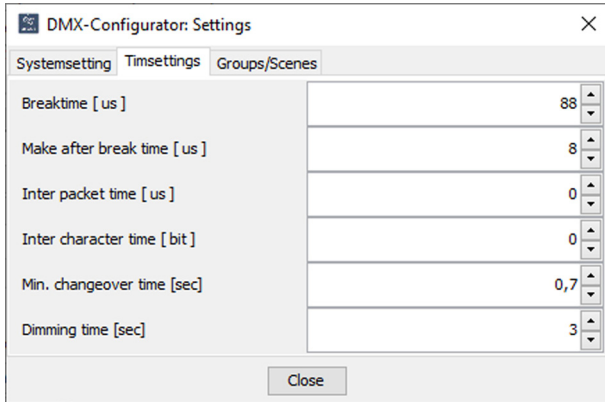 DMX-Configurator: Settings
Systemsetting Timsettings Groups/Scenes
Breaktime [ us ] 88
Make after break time [ us ] 8
Inter packet time [ us ] 0
Inter character time [ bit ] 0
Min. changeover time [sec] 0,7
Dimming time [sec] 3
Close